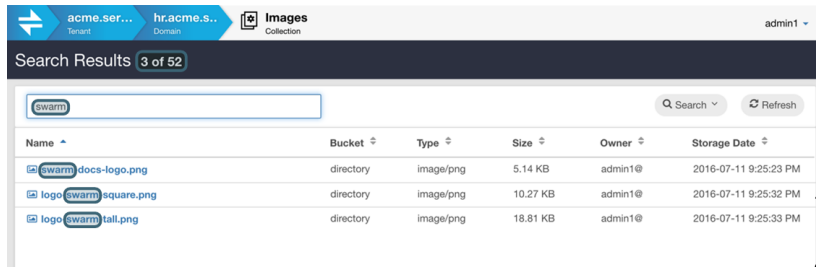 acme.ser... hr.acme.s.. Images admin1
Tenant Domain Collection
Search Results 3 of 52
swarm Search Refresh
Name Bucket Type Size Owner Storage Date
swarm-docs-logo.png directory image/png 5.14 KB admin1@ 2016-07-11 9:25:23 PM
logo-swarm-square.png directory image/png 10.27 KB admin1@ 2016-07-11 9:25:32 PM
logo-swarm-tall.png directory image/png 18.81 KB admin1@ 2016-07-11 9:25:33 PM